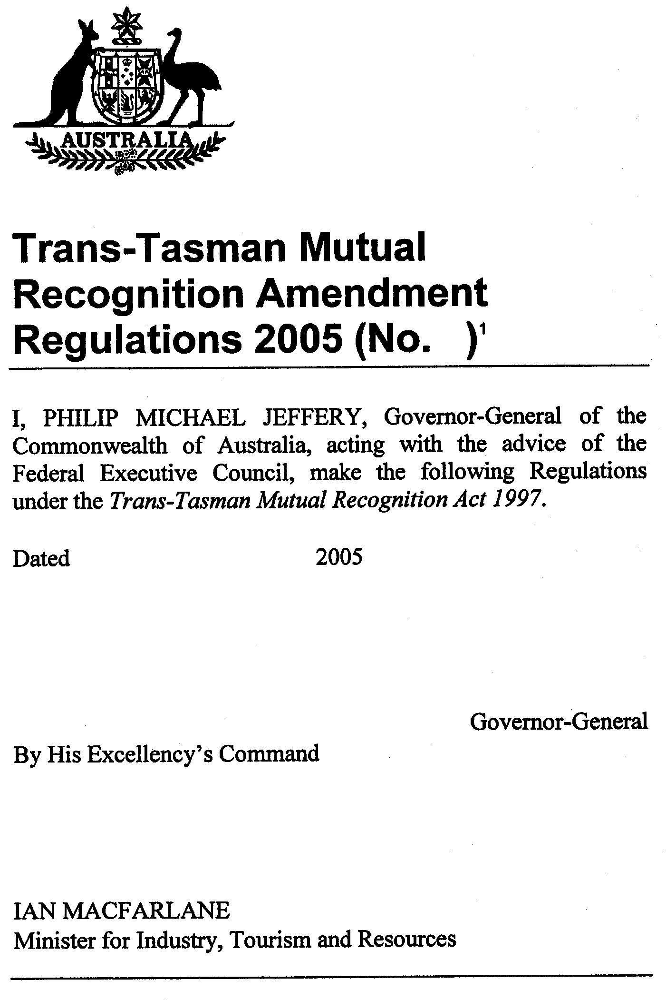 AUSTRALIA
Trans-Tasman Mutual
Recognition Amendment
Regulations 2005 (No. )¹
I, PHILIP MICHAEL JEFFERY, Governor-General of the
Commonwealth of Australia, acting with the advice of the
Federal Executive Council, make the following Regulations
under the Trans-Tasman Mutual Recognition Act 1997.
Dated 2005
Governor-General
By His Excellency’s Command
IAN MACFARLANE
Minister for Industry, Tourism and Resources